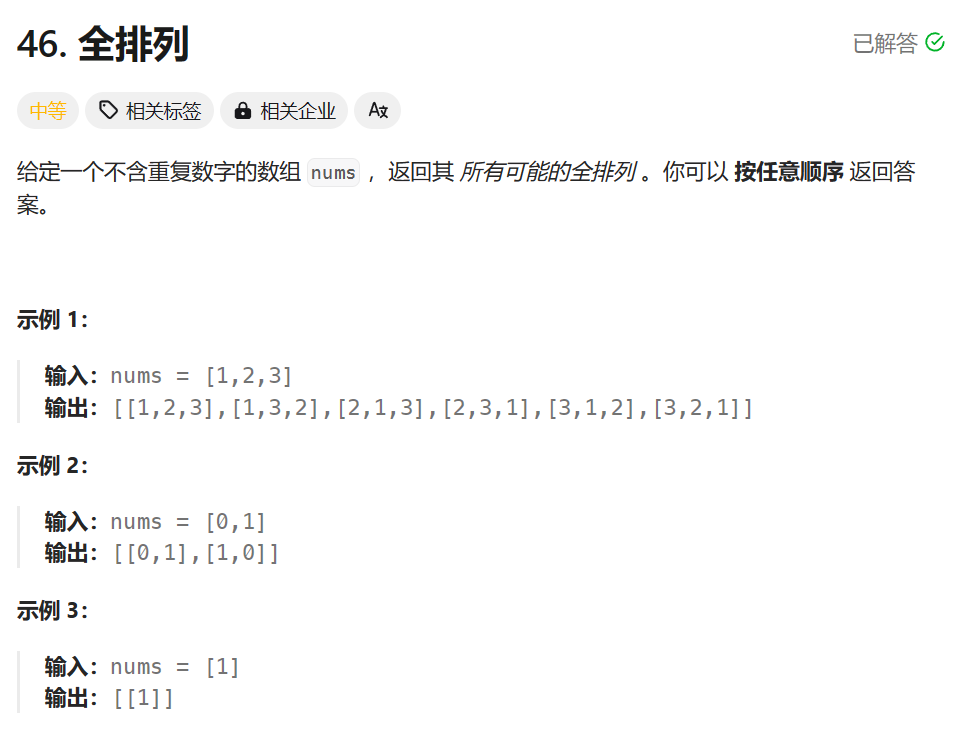 46. 全排列
已解答
中等 相关标签 相关企业
给定一个不含重复数字的数组 nums ，返回其 所有可能的全排列 。你可以 按任意顺序 返回答
案。
示例 1：
输入：nums = [1,2,3]
输出：[[1,2,3],[1,3,2],[2,1,3],[2,3,1],[3,1,2],[3,2,1]]
示例 2：
输入：nums = [0,1]
输出：[[0,1],[1,0]]
示例 3：
输入：nums = [1]
输出：[[1]]